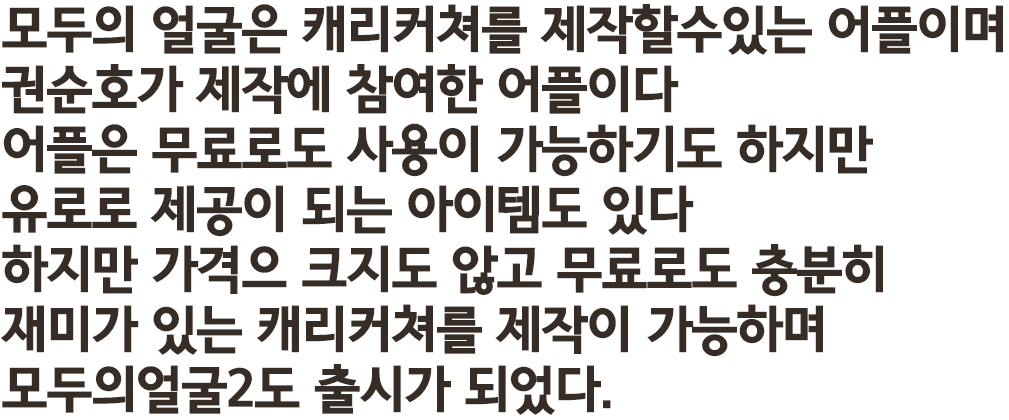 모두의 얼굴은 캐리커쳐를 제작할수있는 어플이며
권순호가 제작에 참여한 어플이다
어플은 무료로도 사용이 가능하기도 하지만
유로로 제공이 되는 아이템도 있다
하지만 가격으 크지도 않고 무료로도 충분히
재미가 있는 캐리커쳐를 제작이 가능하며
모두의얼굴2도 출시가 되었다.